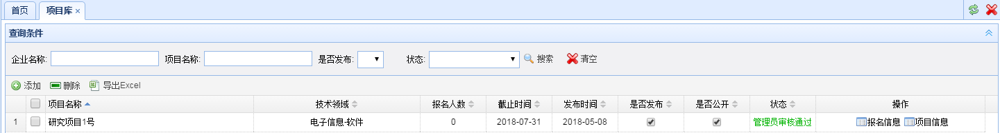 首页 项目库
查询条件
企业名称: 项目名称: 是否发布: 状态: 搜索 清空
添加 删除 导出Excel
项目名称 技术领域 报名人数 截止时间 发布时间 是否发布 是否公开 状态 操作
1 研究项目1号 电子信息-软件 0 2018-07-31 2018-05-08 管理员审核通过 报名信息 项目信息